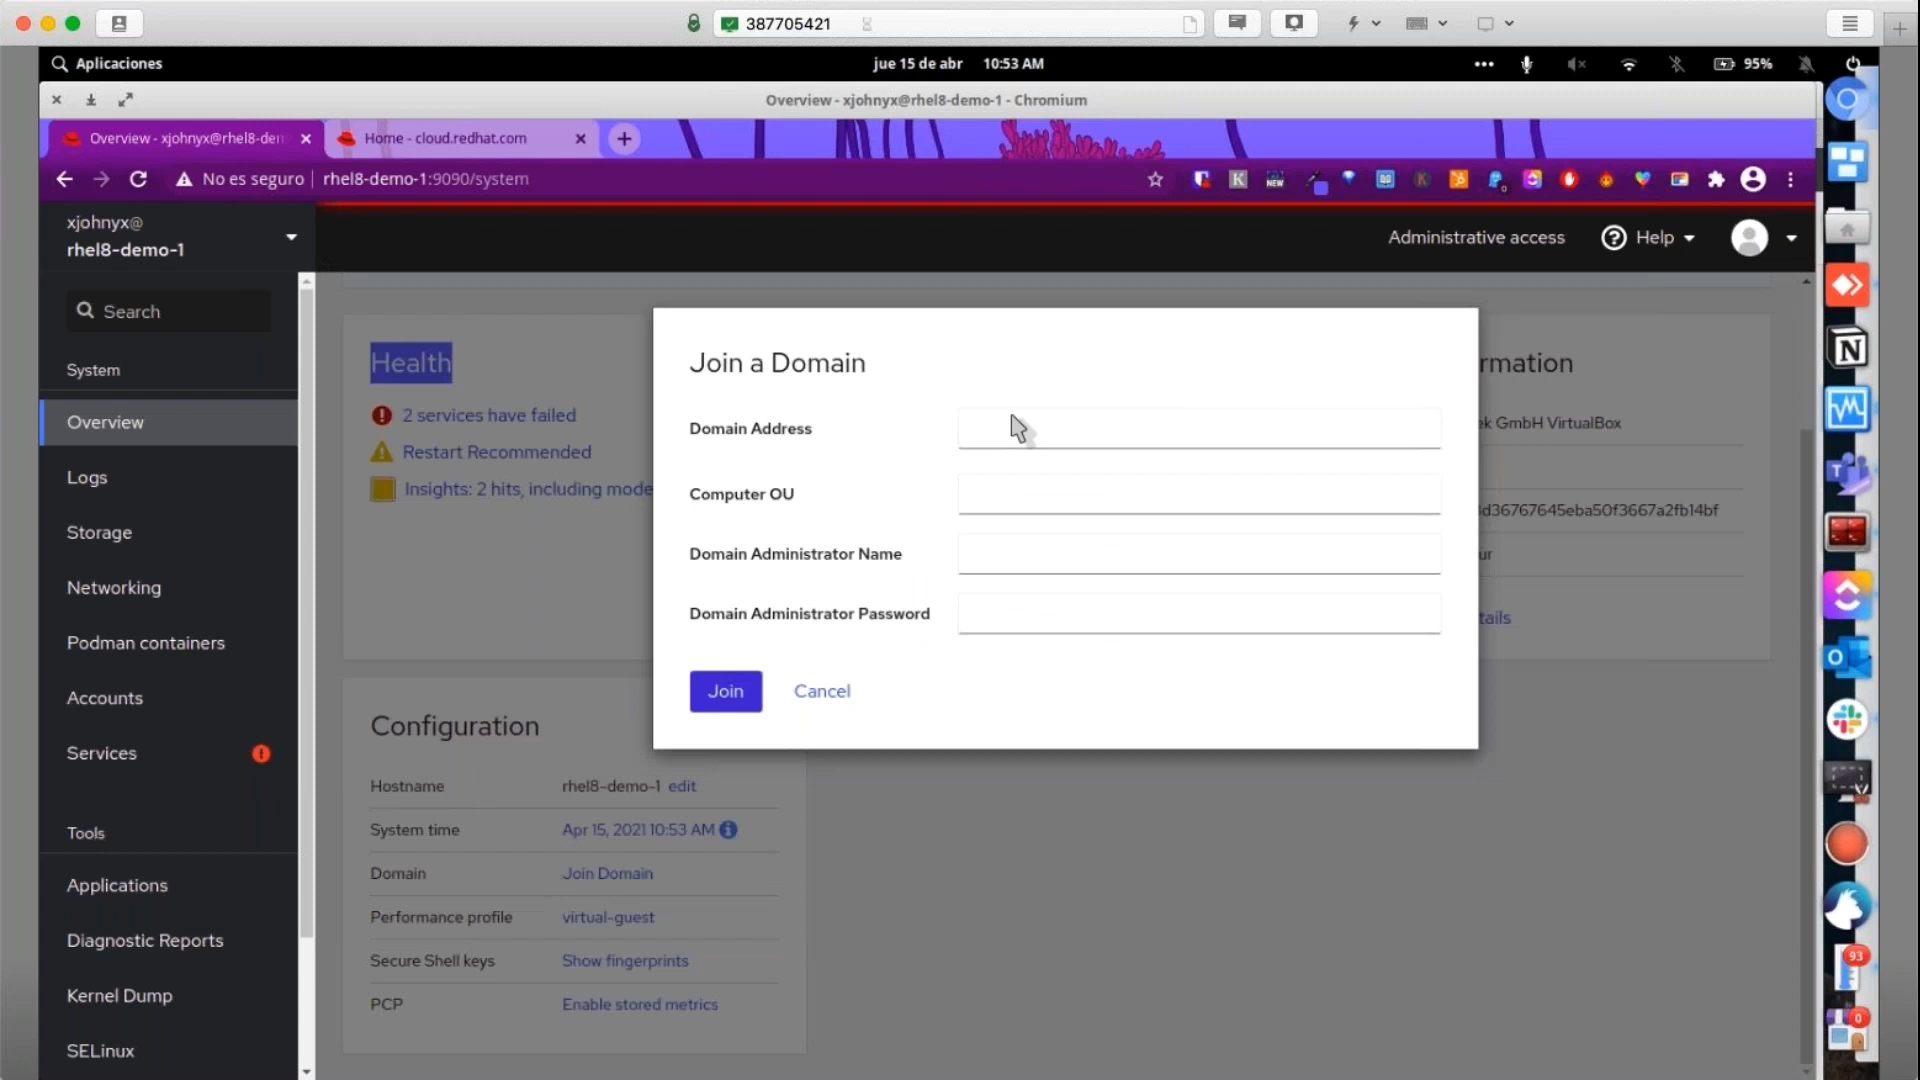 387705421
Aplicaciones
jue 15 de abr 10:53 AM
95%
Overview - xjohnyx@rhel8-demo-1 - Chromium
Overview - xjohnyx@rhel8-den
Home - cloud.redhat.com
No es seguro
rhel8-demo-1:9090/system
K
NEW
K
0
xjohnyx@
rhel8-demo-1
Administrative access
Help
Search
System
Overview
Logs
Storage
Networking
Podman containers
Accounts
Services
Tools
Applications
Diagnostic Reports
Kernel Dump
SELinux
Health
2 services have failed
Restart Recommended
Insights: 2 hits, including mode
Join a Domain
Domain Address
Computer OU
Domain Administrator Name
Domain Administrator Password
Join
Cancel
rmation
ek GmbH VirtualBox
d36767645eba50f3667a2fb14bf
ur
tails
Configuration
Hostname rhel8-demo-1 edit
System time Apr 15, 2021 10:53 AM
Domain Join Domain
Performance profile virtual-guest
Secure Shell keys Show fingerprints
PCP Enable stored metrics
93
0